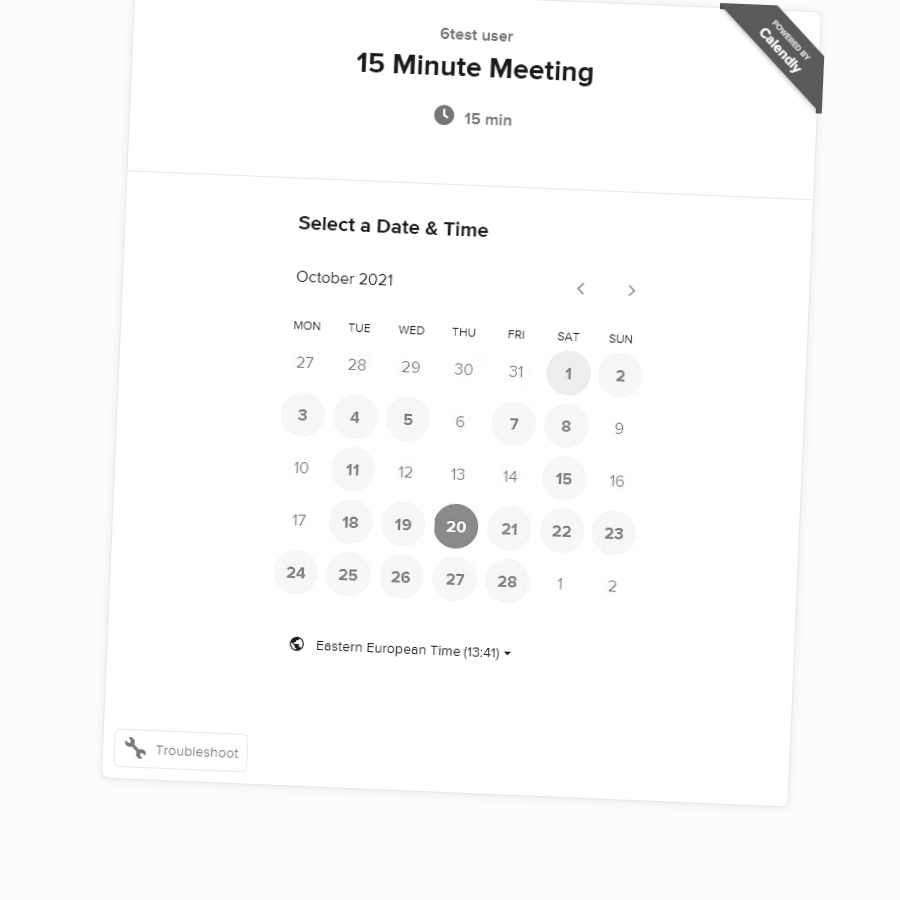 6test user
15 Minute Meeting
15 min
POWERED BY
Calendly
Select a Date & Time
October 2021
MON TUE WED THU FRI SAT SUN
27 28 29 30 31 1 2
3 4 5 6 7 8 9
10 11 12 13 14 15 16
17 18 19 20 21 22 23
24 25 26 27 28 1 2
Eastern European Time (13:41)
Troubleshoot